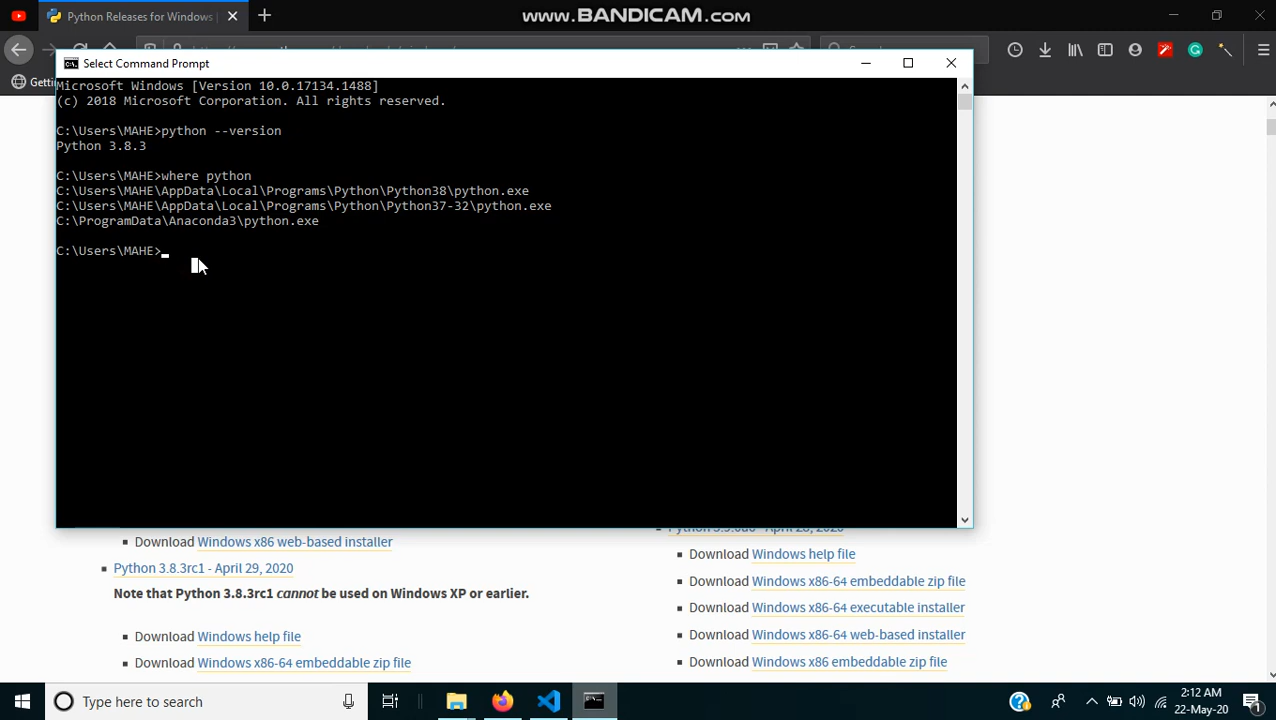 Python Releases for Windows |
www.BANDICAM.com
Getti
Select Command Prompt
Microsoft Windows [Version 10.0.17134.1488]
(c) 2018 Microsoft Corporation. All rights reserved.
C:\Users\MAHE>python --version
Python 3.8.3
C:\Users\MAHE>where python
C:\Users\MAHE\AppData\Local\Programs\Python\Python38\python.exe
C:\Users\MAHE\AppData\Local\Programs\Python\Python37-32\python.exe
C:\ProgramData\Anaconda3\python.exe
C:\Users\MAHE>
Download Windows x86 web-based installer
Python 3.8.3rc1 - April 29, 2020
Note that Python 3.8.3rc1 cannot be used on Windows XP or earlier.
Download Windows help file
Download Windows x86-64 embeddable zip file
Download Windows help file
Download Windows x86-64 embeddable zip file
Download Windows x86-64 executable installer
Download Windows x86-64 web-based installer
Download Windows x86 embeddable zip file
Type here to search
2:12 AM
22-May-20
1